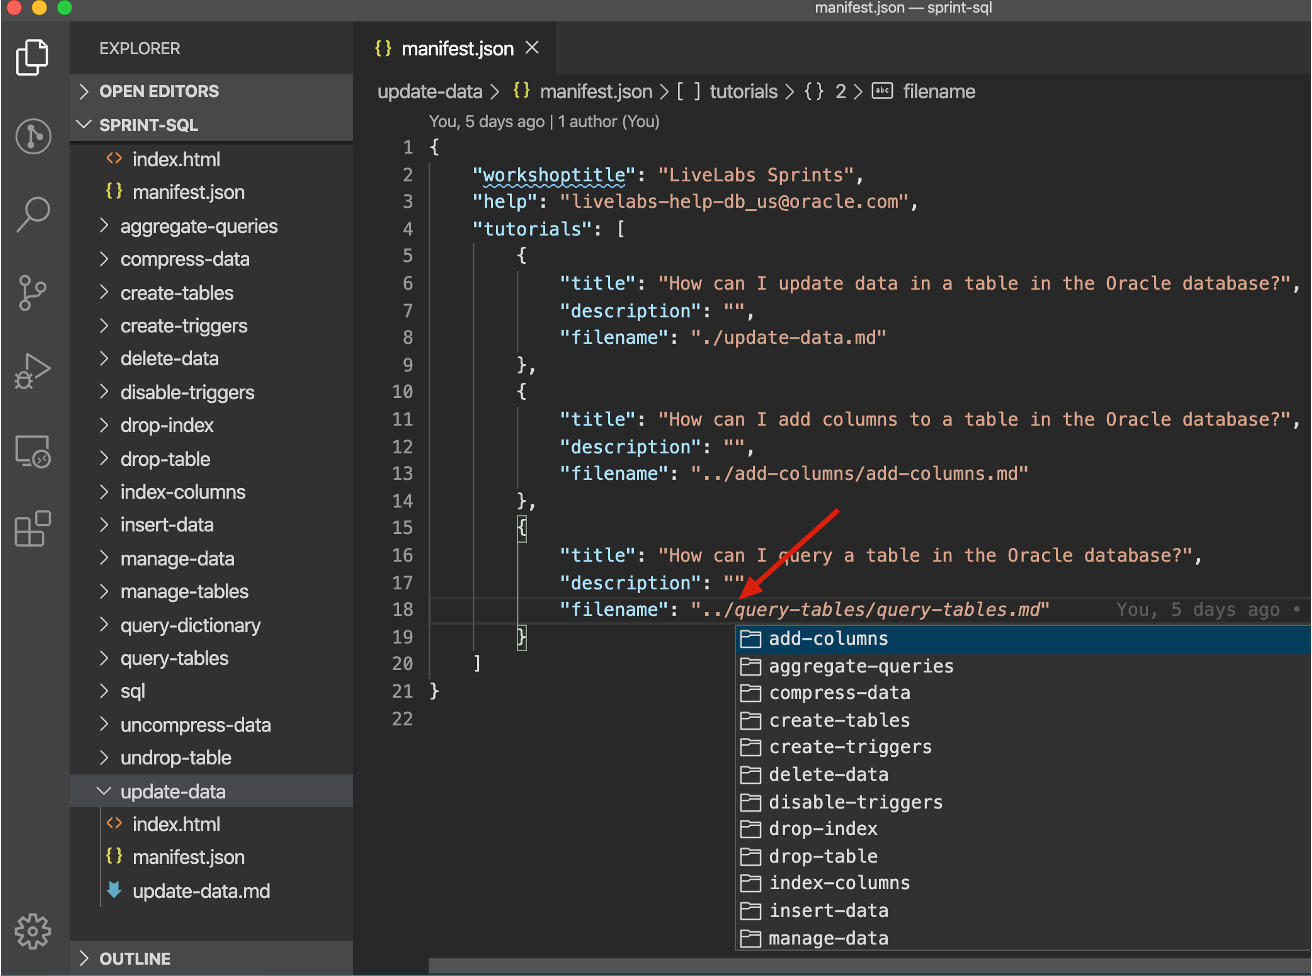 manifest.json — sprint-sql
EXPLORER
OPEN EDITORS
SPRINT-SQL
index.html
manifest.json
aggregate-queries
compress-data
create-tables
create-triggers
delete-data
disable-triggers
drop-index
drop-table
index-columns
insert-data
manage-data
manage-tables
query-dictionary
query-tables
sql
uncompress-data
undrop-table
update-data
index.html
manifest.json
update-data.md
OUTLINE
{} manifest.json ×
update-data > {} manifest.json > [ ] tutorials > {} 2 > abc filename
You, 5 days ago | 1 author (You)
1 {
2 "workshoptitle": "LiveLabs Sprints",
3 "help": "livelabs-help-db_us@oracle.com",
4 "tutorials": [
5 {
6 "title": "How can I update data in a table in the Oracle database?",
7 "description": "",
8 "filename": "./update-data.md"
9 },
10 {
11 "title": "How can I add columns to a table in the Oracle database?",
12 "description": "",
13 "filename": "../add-columns/add-columns.md"
14 },
15 {
16 "title": "How can I query a table in the Oracle database?",
17 "description": ""
18 "filename": "../query-tables/query-tables.md" You, 5 days ago •
19 }
20 ]
21 }
22
add-columns
aggregate-queries
compress-data
create-tables
create-triggers
delete-data
disable-triggers
drop-index
drop-table
index-columns
insert-data
manage-data